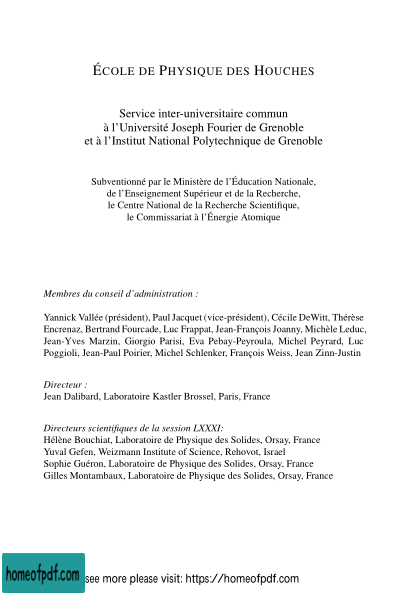 ÉCOLE DE PHYSIQUE DES HOUCHES
Service inter-universitaire commun
à l'Université Joseph Fourier de Grenoble
et à l'Institut National Polytechnique de Grenoble
Subventionné par le Ministère de l'Éducation Nationale,
de l'Enseignement Supérieur et de la Recherche,
le Centre National de la Recherche Scientifique,
le Commissariat à l'Énergie Atomique
Membres du conseil d'administration :
Yannick Vallée (président), Paul Jacquet (vice-président), Cécile DeWitt, Thérèse
Encrenaz, Bertrand Fourcade, Luc Frappat, Jean-François Joanny, Michèle Leduc,
Jean-Yves Marzin, Giorgio Parisi, Eva Pebay-Peyroula, Michel Peyrard, Luc
Poggioli, Jean-Paul Poirier, Michel Schlenker, François Weiss, Jean Zinn-Justin
Directeur :
Jean Dalibard, Laboratoire Kastler Brossel, Paris, France
Directeurs scientifiques de la session LXXXI:
Hélène Bouchiat, Laboratoire de Physique des Solides, Orsay, France
Yuval Gefen, Weizmann Institute of Science, Rehovot, Israel
Sophie Guéron, Laboratoire de Physique des Solides, Orsay, France
Gilles Montambaux, Laboratoire de Physique des Solides, Orsay, France
homeofpdf.com see more please visit: https://homeofpdf.com